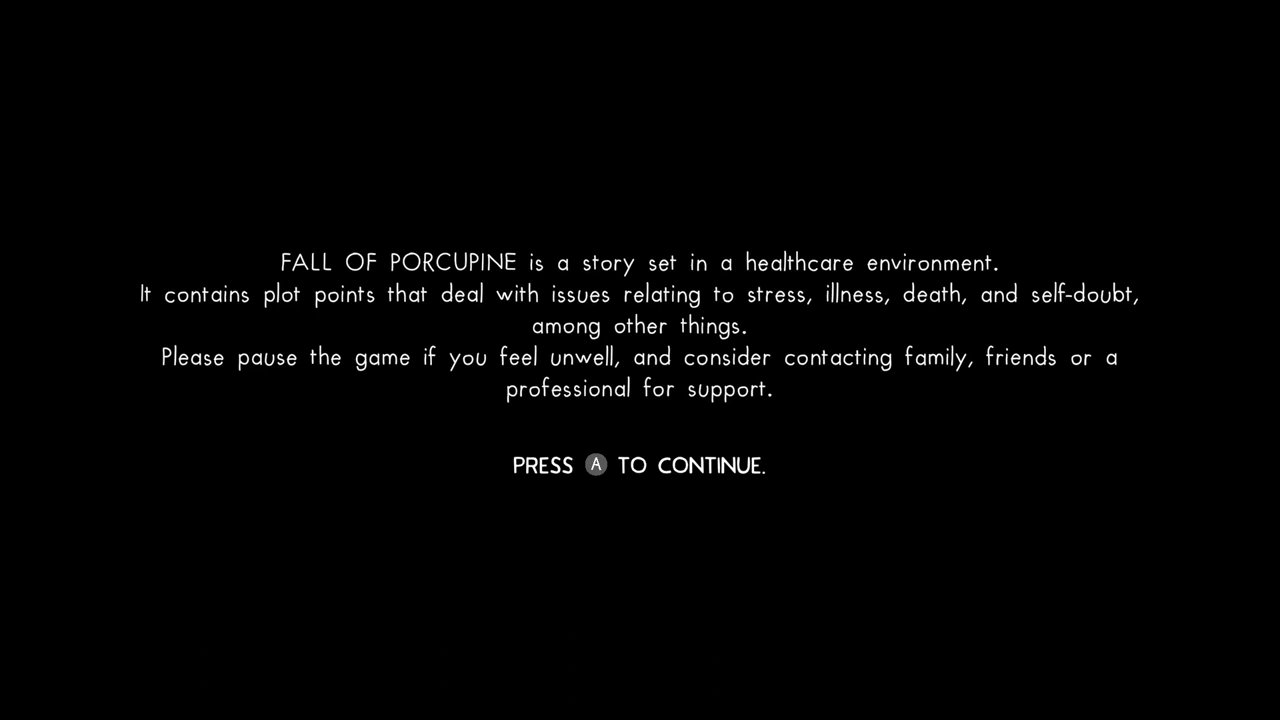 FALL OF PORCUPINE is a story set in a healthcare environment.
It contains plot points that deal with issues relating to stress, illness, death, and self-doubt,
among other things.
Please pause the game if you feel unwell, and consider contacting family, friends or a
professional for support.
PRESS A TO CONTINUE.